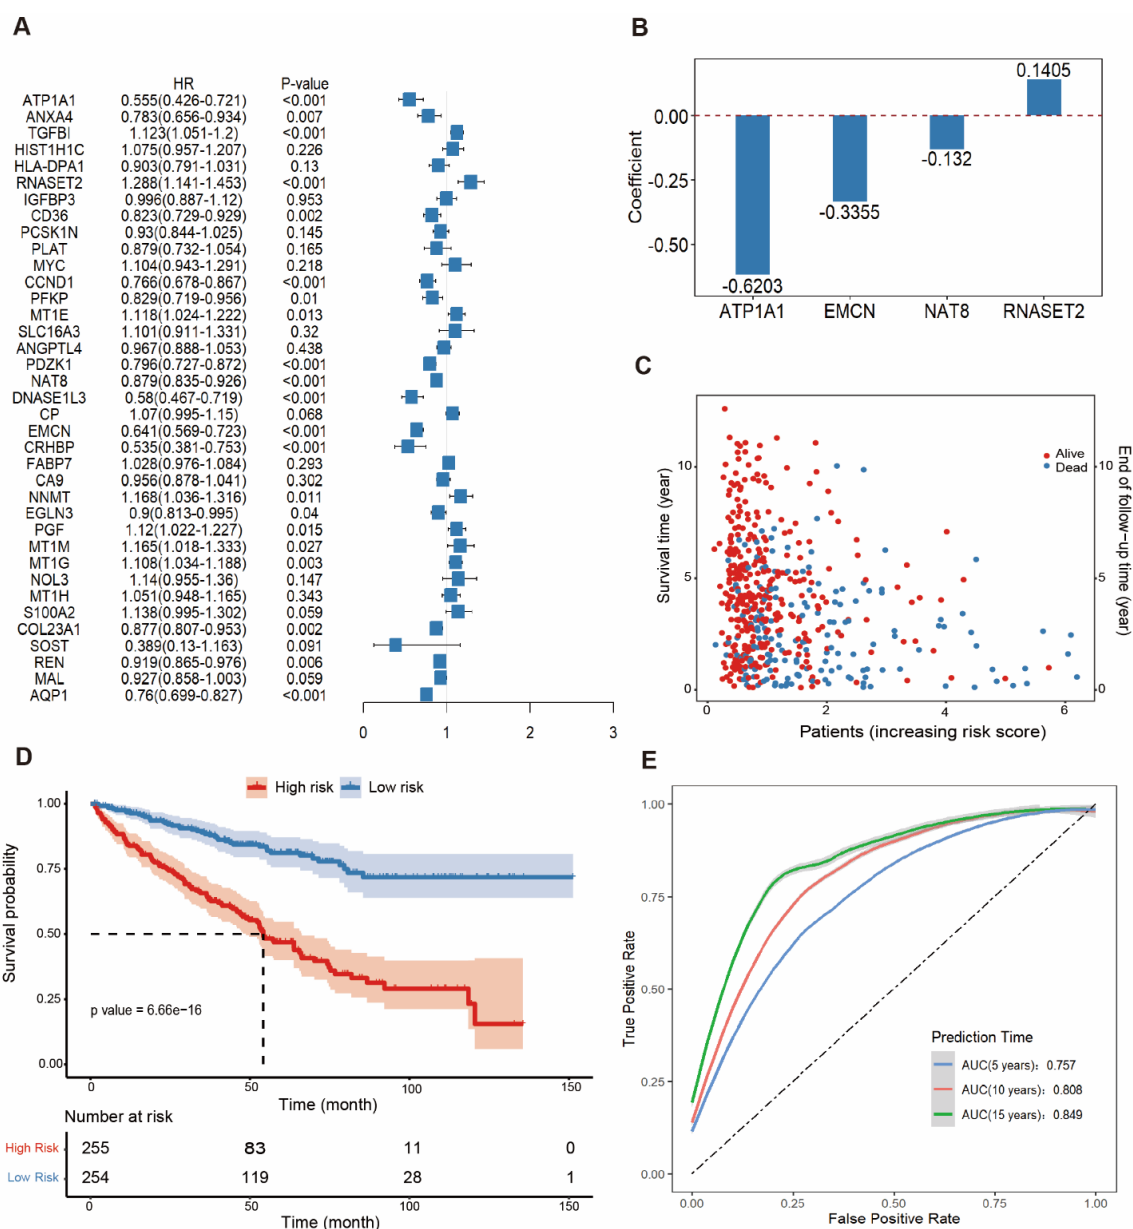 A
HR P-value
ATP1A1 0.555(0.426-0.721) <0.001
ANXA4 0.783(0.656-0.934) 0.007
TGFBI 1.123(1.051-1.2) <0.001
HIST1H1C 1.075(0.957-1.207) 0.226
HLA-DPA1 0.903(0.791-1.031) 0.13
RNASET2 1.288(1.141-1.453) <0.001
IGFBP3 0.996(0.887-1.12) 0.953
CD36 0.823(0.729-0.929) 0.002
PCSK1N 0.93(0.844-1.025) 0.145
PLAT 0.879(0.732-1.054) 0.165
MYC 1.104(0.943-1.291) 0.218
CCND1 0.766(0.678-0.867) <0.001
PFKP 0.829(0.719-0.956) 0.01
MT1E 1.118(1.024-1.222) 0.013
SLC16A3 1.101(0.911-1.331) 0.32
ANGPTL4 0.967(0.888-1.053) 0.438
PDZK1 0.796(0.727-0.872) <0.001
NAT8 0.879(0.835-0.926) <0.001
DNASE1L3 0.58(0.467-0.719) <0.001
CP 1.07(0.995-1.15) 0.068
EMCN 0.641(0.569-0.723) <0.001
CRHBP 0.535(0.381-0.753) <0.001
FABP7 1.028(0.976-1.084) 0.293
CA9 0.956(0.878-1.041) 0.302
NNMT 1.168(1.036-1.316) 0.011
EGLN3 0.9(0.813-0.995) 0.04
PGF 1.12(1.022-1.227) 0.015
MT1M 1.165(1.018-1.333) 0.027
MT1G 1.108(1.034-1.188) 0.003
NOL3 1.14(0.955-1.36) 0.147
MT1H 1.051(0.948-1.165) 0.343
S100A2 1.138(0.995-1.302) 0.059
COL23A1 0.877(0.807-0.953) 0.002
SOST 0.389(0.13-1.163) 0.091
REN 0.919(0.865-0.976) 0.006
MAL 0.927(0.858-1.003) 0.059
AQP1 0.76(0.699-0.827) <0.001
0 1 2 3
B
Coefficient
0.00
-0.25
-0.50
0.1405
-0.132
-0.3355
-0.6203
ATP1A1 EMCN NAT8 RNASET2
C
Survival time (year)
10
5
0
Alive
Dead
10
5
0
End of follow-up time (year)
0 2 4 6
Patients (increasing risk score)
D
High risk Low risk
Survival probability
1.00
0.75
0.50
0.25
0.00
p value = 6.66e−16
0 50 100 150
Time (month)
Number at risk
High Risk 255 83 11 0
Low Risk 254 119 28 1
0 50 100 150
Time (month)
E
True Positive Rate
1.00
0.75
0.50
0.25
0.00
Prediction Time
AUC(5 years): 0.757
AUC(10 years): 0.808
AUC(15 years): 0.849
0.00 0.25 0.50 0.75 1.00
False Positive Rate